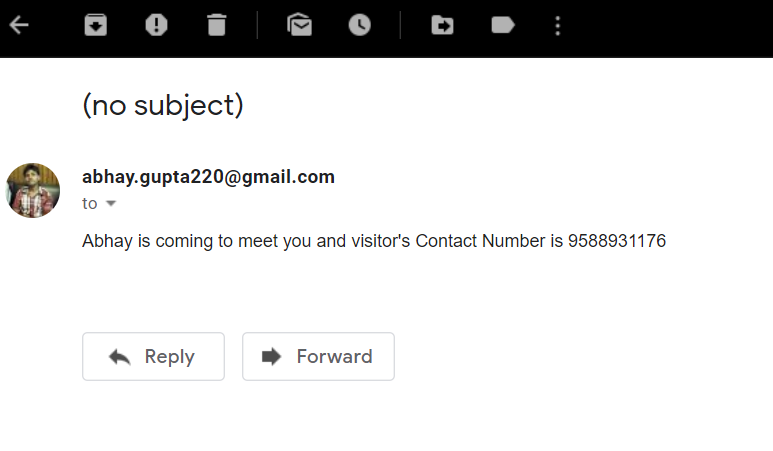 (no subject)
abhay.gupta220@gmail.com
to
Abhay is coming to meet you and visitor's Contact Number is 9588931176
Reply
Forward